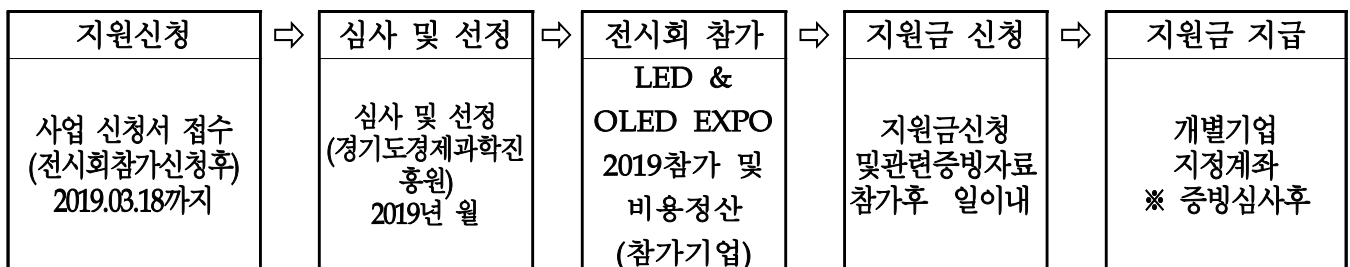 지원신청 ⇨ 심사 및 선정 ⇨ 전시회 참가 ⇨ 지원금 신청 ⇨ 지원금 지급
사업 신청서 접수
(전시회참가신청후)
2019.03.18까지
심사 및 선정
(경기도경제과학진
흥원)
2019년 월
LED &
OLED EXPO
2019참가 및
비용정산
(참가기업)
지원금신청
및관련증빙자료
참가후 일이내
개별기업
지정계좌
※ 증빙심사후